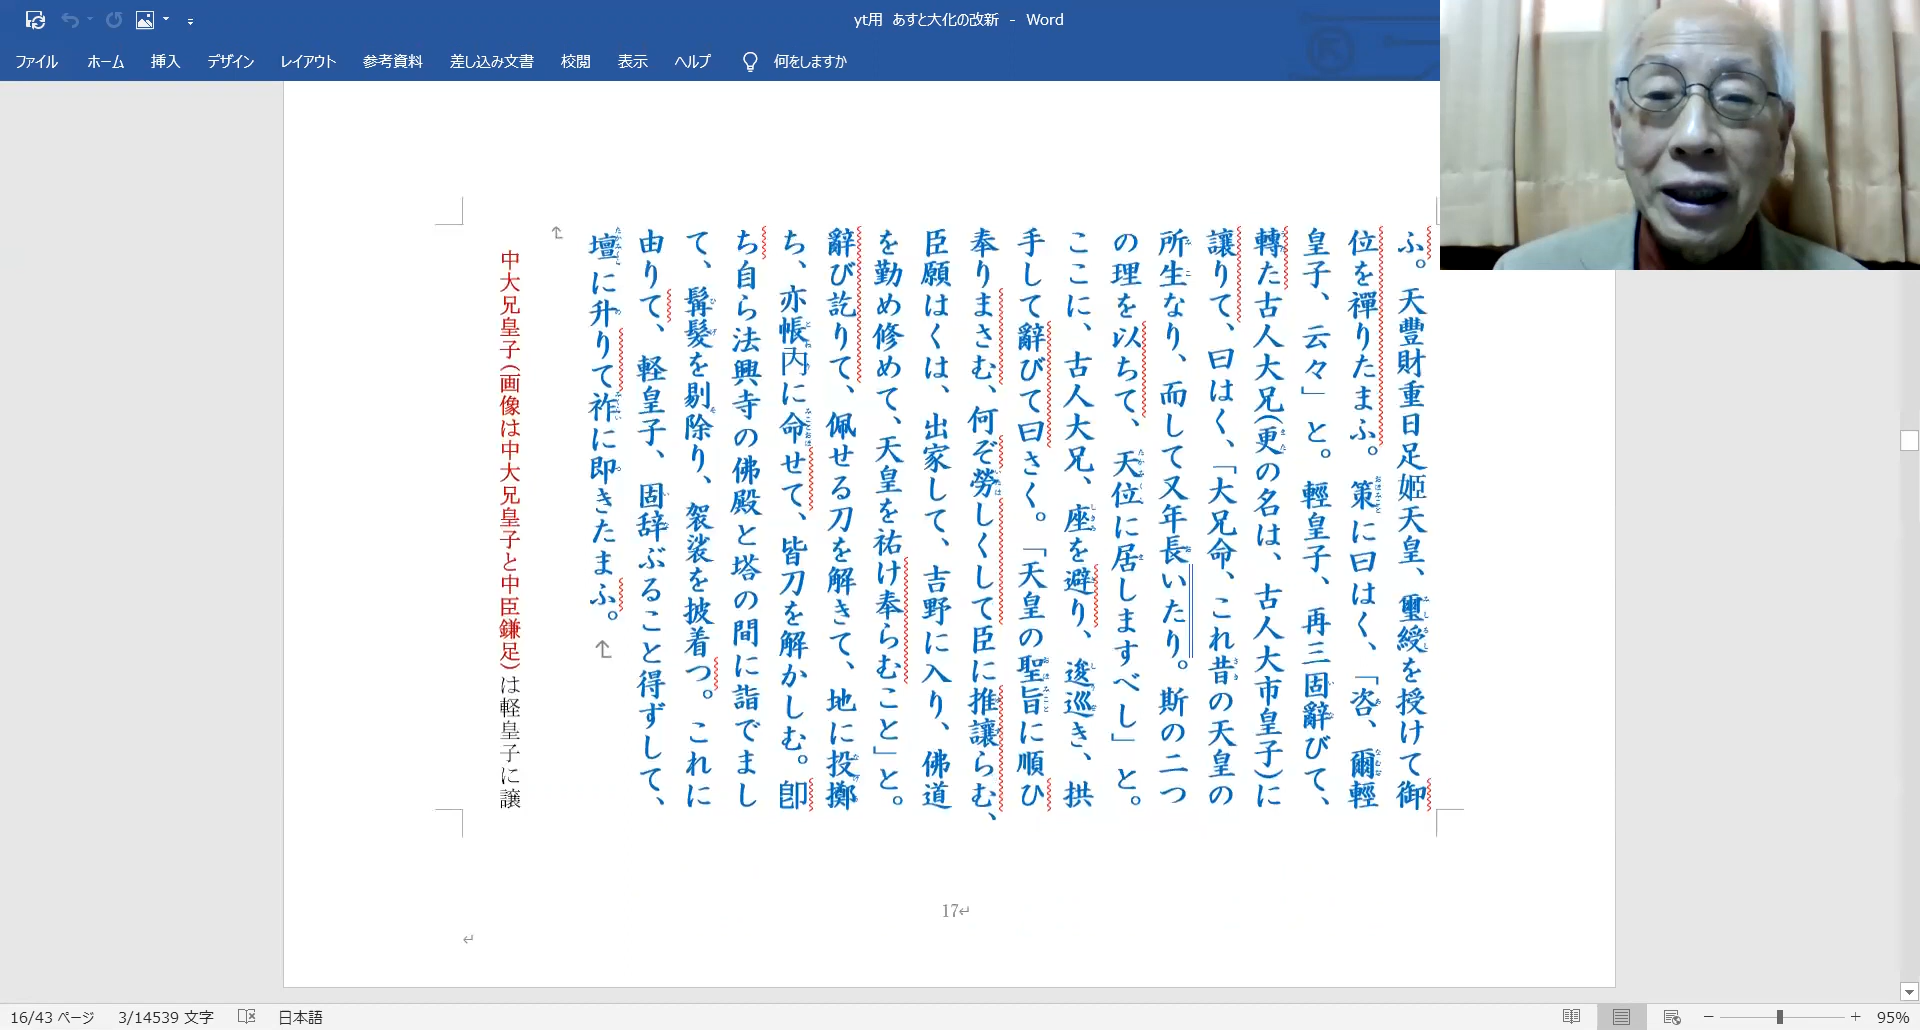 yt用 あすと大化の改新 - Word
ファイル ホーム 挿入 デザイン レイアウト 参考資料 差し込み文書 校閲 表示 ヘルプ 何をしますか
ふ。天豐財重日足姫天皇、璽綬を授けて御
位を禪りたまふ。策に曰はく、「咨、爾輕
皇子、云々」と。輕皇子、再三固辭びて、
轉た古人大兄(更の名は、古人大市皇子)に
讓りて、曰はく、「大兄命、これ昔の天皇の
所生なり、而して又年長いたり。斯の二つ
の理を以ちて、天位に居しますべし」と。
ここに、古人大兄、座を避り、逡巡き、拱
手して辭びて曰さく。「天皇の聖旨に順ひ
奉りまさむ、何ぞ勞しくして臣に推讓らむ、
臣願はくは、出家して、吉野に入り、佛道
を勤め修めて、天皇を祐け奉らむこと」と。
辭び訖りて、佩せる刀を解きて、地に投擲
ち、亦帳內に命せて、皆刀を解かしむ。卽
ち自ら法興寺の佛殿と塔の間に詣でまし
て、髯髮を剔除り、袈裟を披着つ。これに
由りて、軽皇子、固辞ぶること得ずして、
壇に升りて祚に即きたまふ。
中大兄皇子(画像は中大兄皇子と中臣鎌足)は軽皇子に譲
17
16/43 ページ 3/14539 文字 日本語 95%